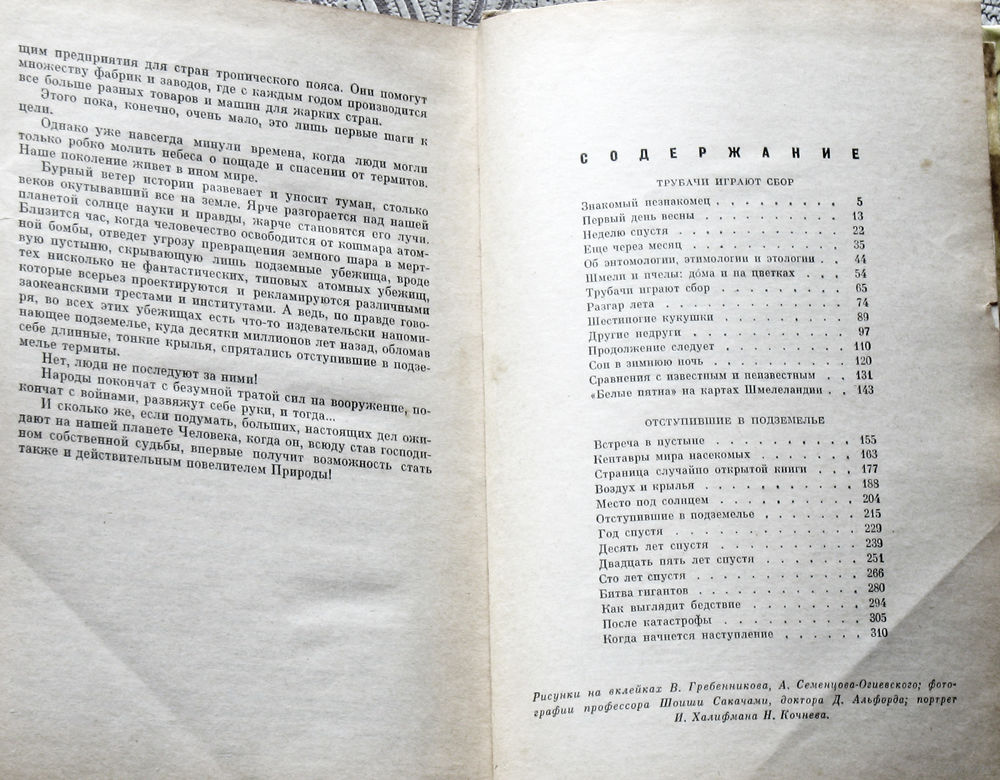 щим предприятия для стран тропического пояса. Они помогут
множеству фабрик и заводов, где с каждым годом производится
все больше разных товаров и машин для жарких стран.
Этого пока, конечно, очень мало, это лишь первые шаги к
цели.
Однако уже навсегда минули времена, когда люди могли
только робко молить небеса о пощаде и спасении от термитов.
Наше поколение живет в ином мире.
Бурный ветер истории развевает и уносит туман, столько
веков окутывавший все на земле. Ярче разгорается над нашей
планетой солнце науки и правды, жарче становятся его лучи.
Близится час, когда человечество освободится от кошмара атом-
ной бомбы, отведет угрозу превращения земного шара в мерт-
вую пустыню, скрывающую лишь подземные убежища, вроде
тех нисколько не фантастических, типовых атомных убежищ,
которые всерьез проектируются и рекламируются различными
заокеанскими трестами и институтами. А ведь, по правде гово-
ря, во всех этих убежищах есть что-то издевательски напоми-
нающее подземелье, куда десятки миллионов лет назад, обломав
себе длинные, тонкие крылья, спрятались отступившие в подзе-
мелье термиты.
Нет, люди не последуют за ними!
Народы покончат с безумной тратой сил на вооружение, по-
кончат с войнами, развяжут себе руки, и тогда...
И сколько же, если подумать, больших, настоящих дел ожи-
дают на нашей планете Человека, когда он, всюду став господи-
ном собственной судьбы, впервые получит возможность стать
также и действительным повелителем Природы!
СОДЕРЖАНИЕ
ТРУБАЧИ ИГРАЮТ СБОР
Знакомый незнакомец . . . . . . . . . 5
Первый день весны . . . . . . . . . . 13
Неделю спустя . . . . . . . . . . . 22
Еще через месяц . . . . . . . . . . 35
Об энтомологии, этимологии и этологии . . 44
Шмели и пчелы: до́ма и на цветках . . . 54
Трубачи играют сбор . . . . . . . . . 65
Разгар лета . . . . . . . . . . . . 74
Шестиногие кукушки . . . . . . . . . 89
Другие недруги . . . . . . . . . . . 97
Продолжение следует . . . . . . . . . 110
Сон в зимнюю ночь . . . . . . . . . . 120
Сравнения с известным и неизвестным . . . 131
«Белые пятна» на картах Шмелеландии . . . 143
ОТСТУПИВШИЕ В ПОДЗЕМЕЛЬЕ
Встреча в пустыне . . . . . . . . . . 155
Кентавры мира насекомых . . . . . . . 163
Страница случайно открытой книги . . . . 177
Воздух и крылья . . . . . . . . . . 188
Место под солнцем . . . . . . . . . . 204
Отступившие в подземелье . . . . . . . 215
Год спустя . . . . . . . . . . . . 229
Десять лет спустя . . . . . . . . . 239
Двадцать пять лет спустя . . . . . . . 251
Сто лет спустя . . . . . . . . . . . 266
Битва гигантов . . . . . . . . . . . 280
Как выглядит бедствие . . . . . . . . 294
После катастрофы . . . . . . . . . . 305
Когда начнется наступление . . . . . . 310
Рисунки на вклейках В. Гребенникова, А. Семенцова-Огиевского; фото-
графии профессора Шоиши Сакагами, доктора Д. Альфорда; портрет
И. Халифмана Н. Кочнева.